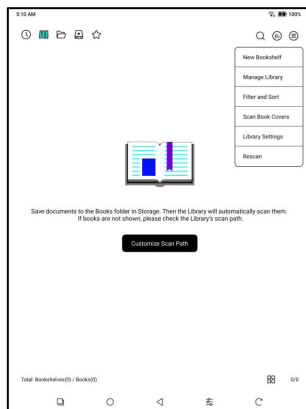 5:10 AM
100%
New Bookshelf
Manage Library
Filter and Sort
Scan Book Covers
Library Settings
Rescan
Save documents to the Books folder in Storage. Then the Library will automatically scan them.
If books are not shown, please check the Library's scan path.
Customize Scan Path
Total: Bookshelves(0) / Books(0)
0/0